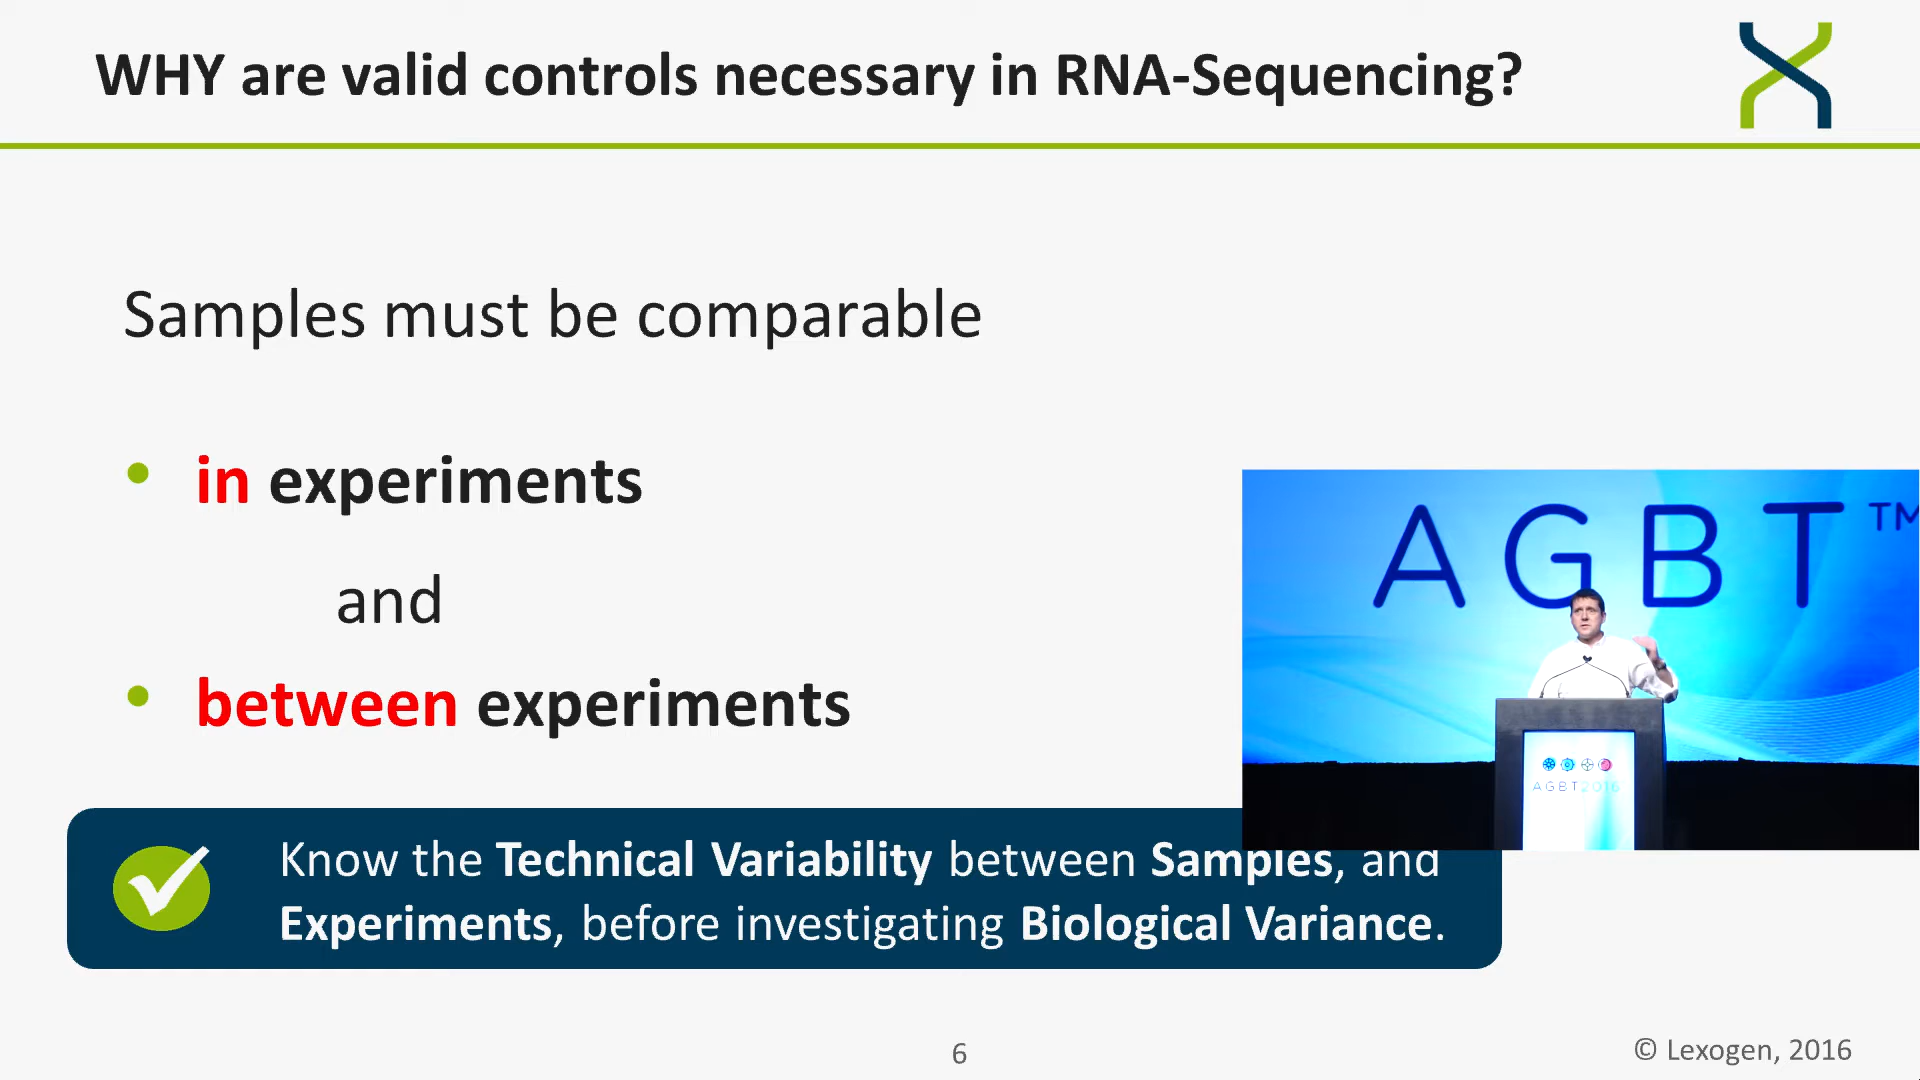 WHY are valid controls necessary in RNA-Sequencing?
Samples must be comparable
• in experiments
and
• between experiments
AGBT™
AGBT2016
Know the Technical Variability between Samples, and
Experiments, before investigating Biological Variance.
6
© Lexogen, 2016